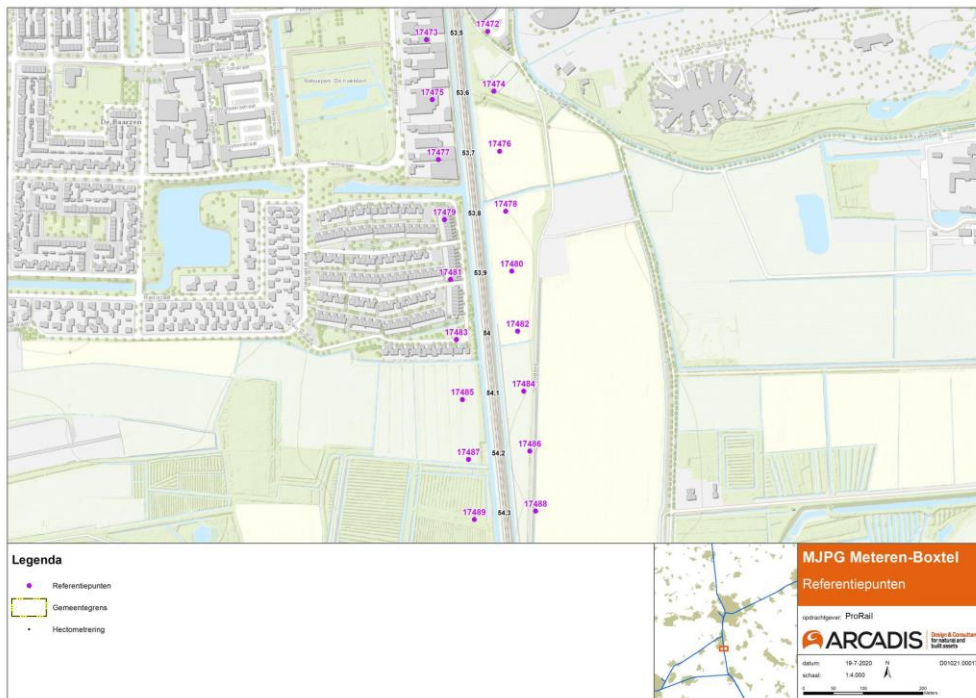 17472
17473
53.5
17474
17475
53.6
17476
17477
53.7
17478
17479
53.8
17480
17481
53.9
17482
17483
54
17484
17485
54.1
17486
17487
54.2
17488
17489
54.3
Legenda
Referentiepunten
Gemeentegrens
Hectometrering
MJPG Meteren-Boxtel
Referentiepunten
opdrachtgever: ProRail
ARCADIS
Design & Consultancy
for natural and
built assets
datum: 19-7-2020 N
schaal: 1:4.000
0 50 100 200
Meters